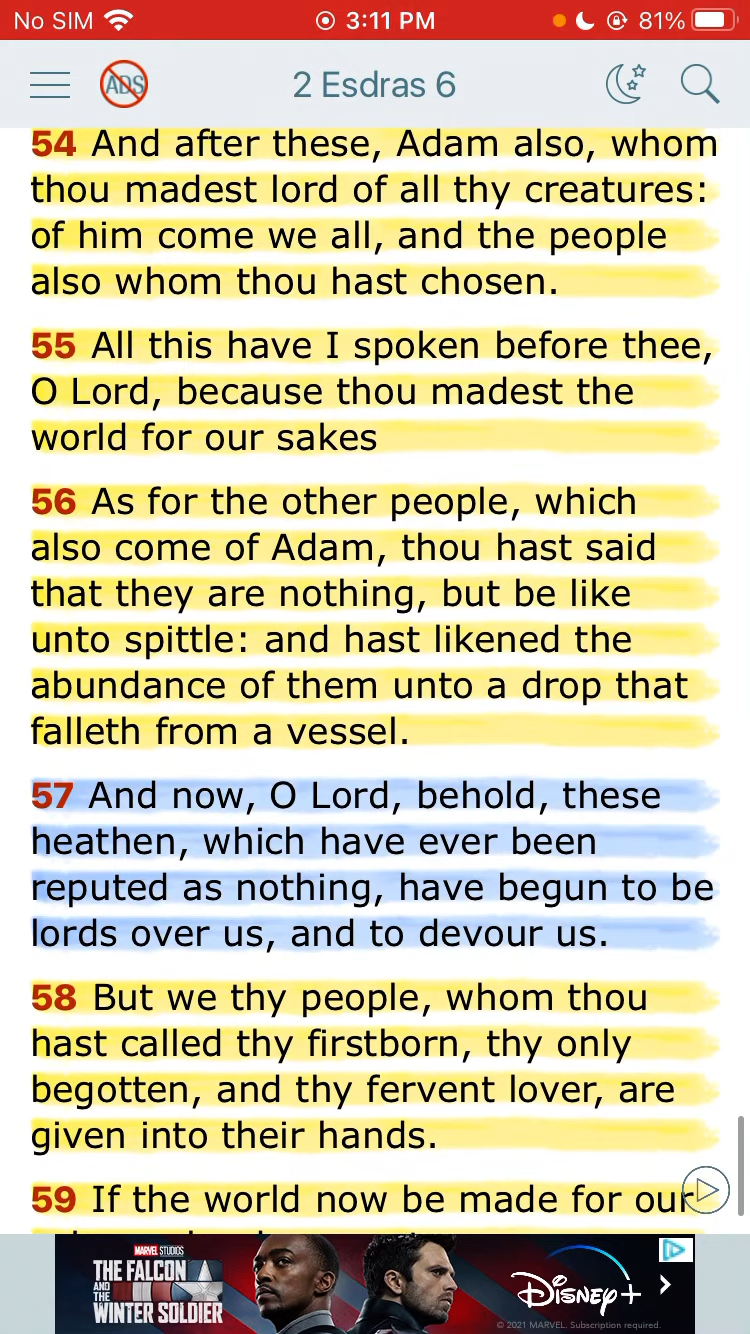 No SIM 3:11 PM 81%
ADS 2 Esdras 6
54 And after these, Adam also, whom
thou madest lord of all thy creatures:
of him come we all, and the people
also whom thou hast chosen.
55 All this have I spoken before thee,
O Lord, because thou madest the
world for our sakes
56 As for the other people, which
also come of Adam, thou hast said
that they are nothing, but be like
unto spittle: and hast likened the
abundance of them unto a drop that
falleth from a vessel.
57 And now, O Lord, behold, these
heathen, which have ever been
reputed as nothing, have begun to be
lords over us, and to devour us.
58 But we thy people, whom thou
hast called thy firstborn, thy only
begotten, and thy fervent lover, are
given into their hands.
59 If the world now be made for our
MARVEL STUDIOS
THE FALCON
AND THE
WINTER SOLDIER
Disney+
© 2021 MARVEL. Subscription required.